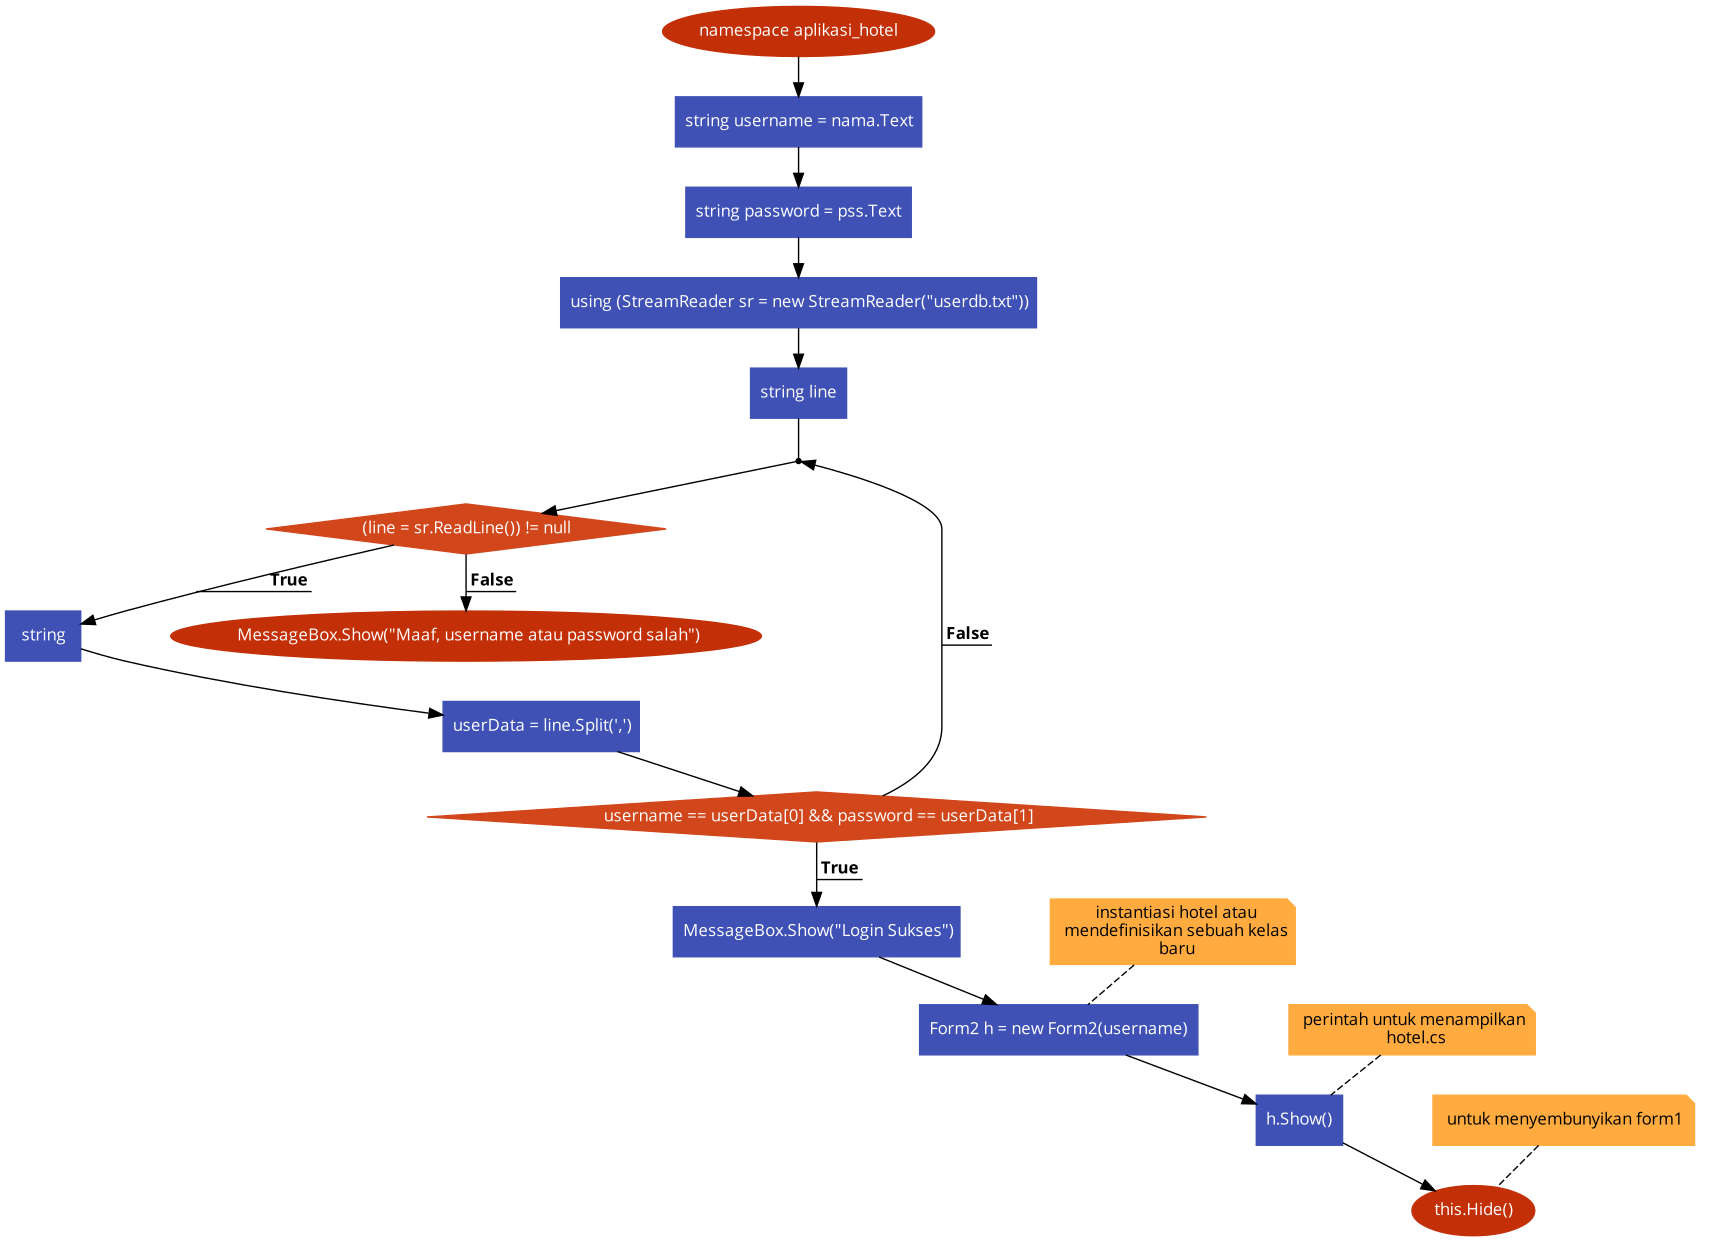 namespace aplikasi_hotel
string username = nama.Text
string password = pss.Text
using (StreamReader sr = new StreamReader("userdb.txt"))
string line
(line = sr.ReadLine()) != null
True
False
string
MessageBox.Show("Maaf, username atau password salah")
False
userData = line.Split(',')
username == userData[0] && password == userData[1]
True
MessageBox.Show("Login Sukses")
instantiasi hotel atau
mendefinisikan sebuah kelas
baru
Form2 h = new Form2(username)
perintah untuk menampilkan
hotel.cs
h.Show()
untuk menyembunyikan form1
this.Hide()